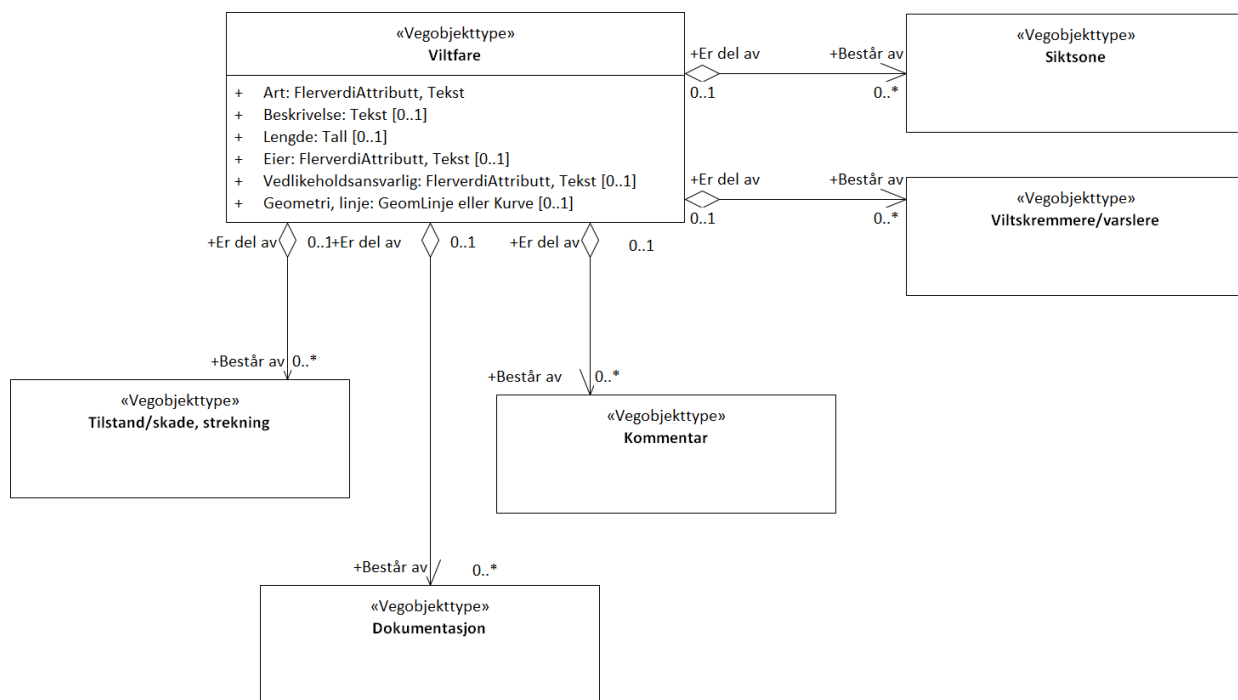 «Vegobjekttype»
Viltfare
+ Art: FlerverdiAttributt, Tekst
+ Beskrivelse: Tekst [0..1]
+ Lengde: Tall [0..1]
+ Eier: FlerverdiAttributt, Tekst [0..1]
+ Vedlikeholdsansvarlig: FlerverdiAttributt, Tekst [0..1]
+ Geometri, linje: GeomLinje eller Kurve [0..1]
+Er del av
+Består av
0..1
0..*
«Vegobjekttype»
Siktsone
+Er del av
+Består av
0..1
0..*
«Vegobjekttype»
Viltskremmere/varslere
+Er del av
0..1
+Er del av
0..1
+Er del av
0..1
+Består av
0..*
«Vegobjekttype»
Tilstand/skade, strekning
+Består av
0..*
«Vegobjekttype»
Kommentar
+Består av
0..*
«Vegobjekttype»
Dokumentasjon